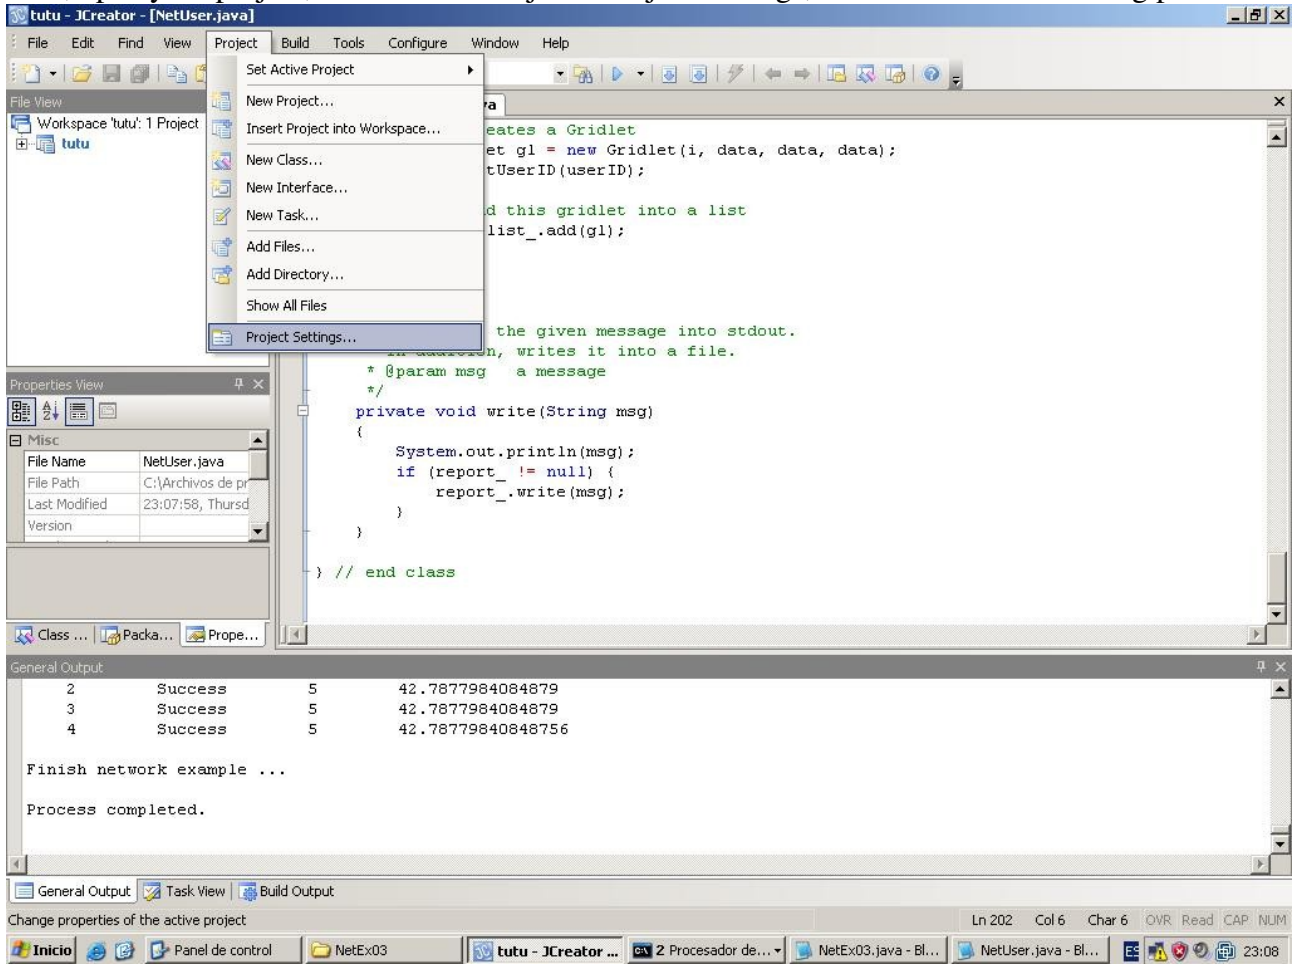 tutu - JCreator - [NetUser.java]
File Edit Find View Project Build Tools Configure Window Help
Set Active Project
New Project...
Insert Project into Workspace...
New Class...
New Interface...
New Task...
Add Files...
Add Directory...
Show All Files
Project Settings...
File View
Workspace 'tutu': 1 Project
tutu
eates a Gridlet
et gl = new Gridlet(i, data, data, data);
tUserID(userID);
d this gridlet into a list
list_.add(gl);
the given message into stdout.
, writes it into a file.
* @param msg a message
*/
private void write(String msg)
{
System.out.println(msg);
if (report_ != null) {
report_.write(msg);
}
}
} // end class
Properties View
Misc
File Name NetUser.java
File Path C:\Archivos de pr
Last Modified 23:07:58, Thursd
Version
Class ... Packa... Prope...
General Output
2 Success 5 42.7877984084879
3 Success 5 42.7877984084879
4 Success 5 42.78779840848756
Finish network example ...
Process completed.
General Output Task View Build Output
Change properties of the active project Ln 202 Col 6 Char 6 OVR Read CAP NUM
Inicio Panel de control NetEx03 tutu - JCreator ... 2 Procesador de... NetEx03.java - Bl... NetUser.java - Bl... ES 23:08